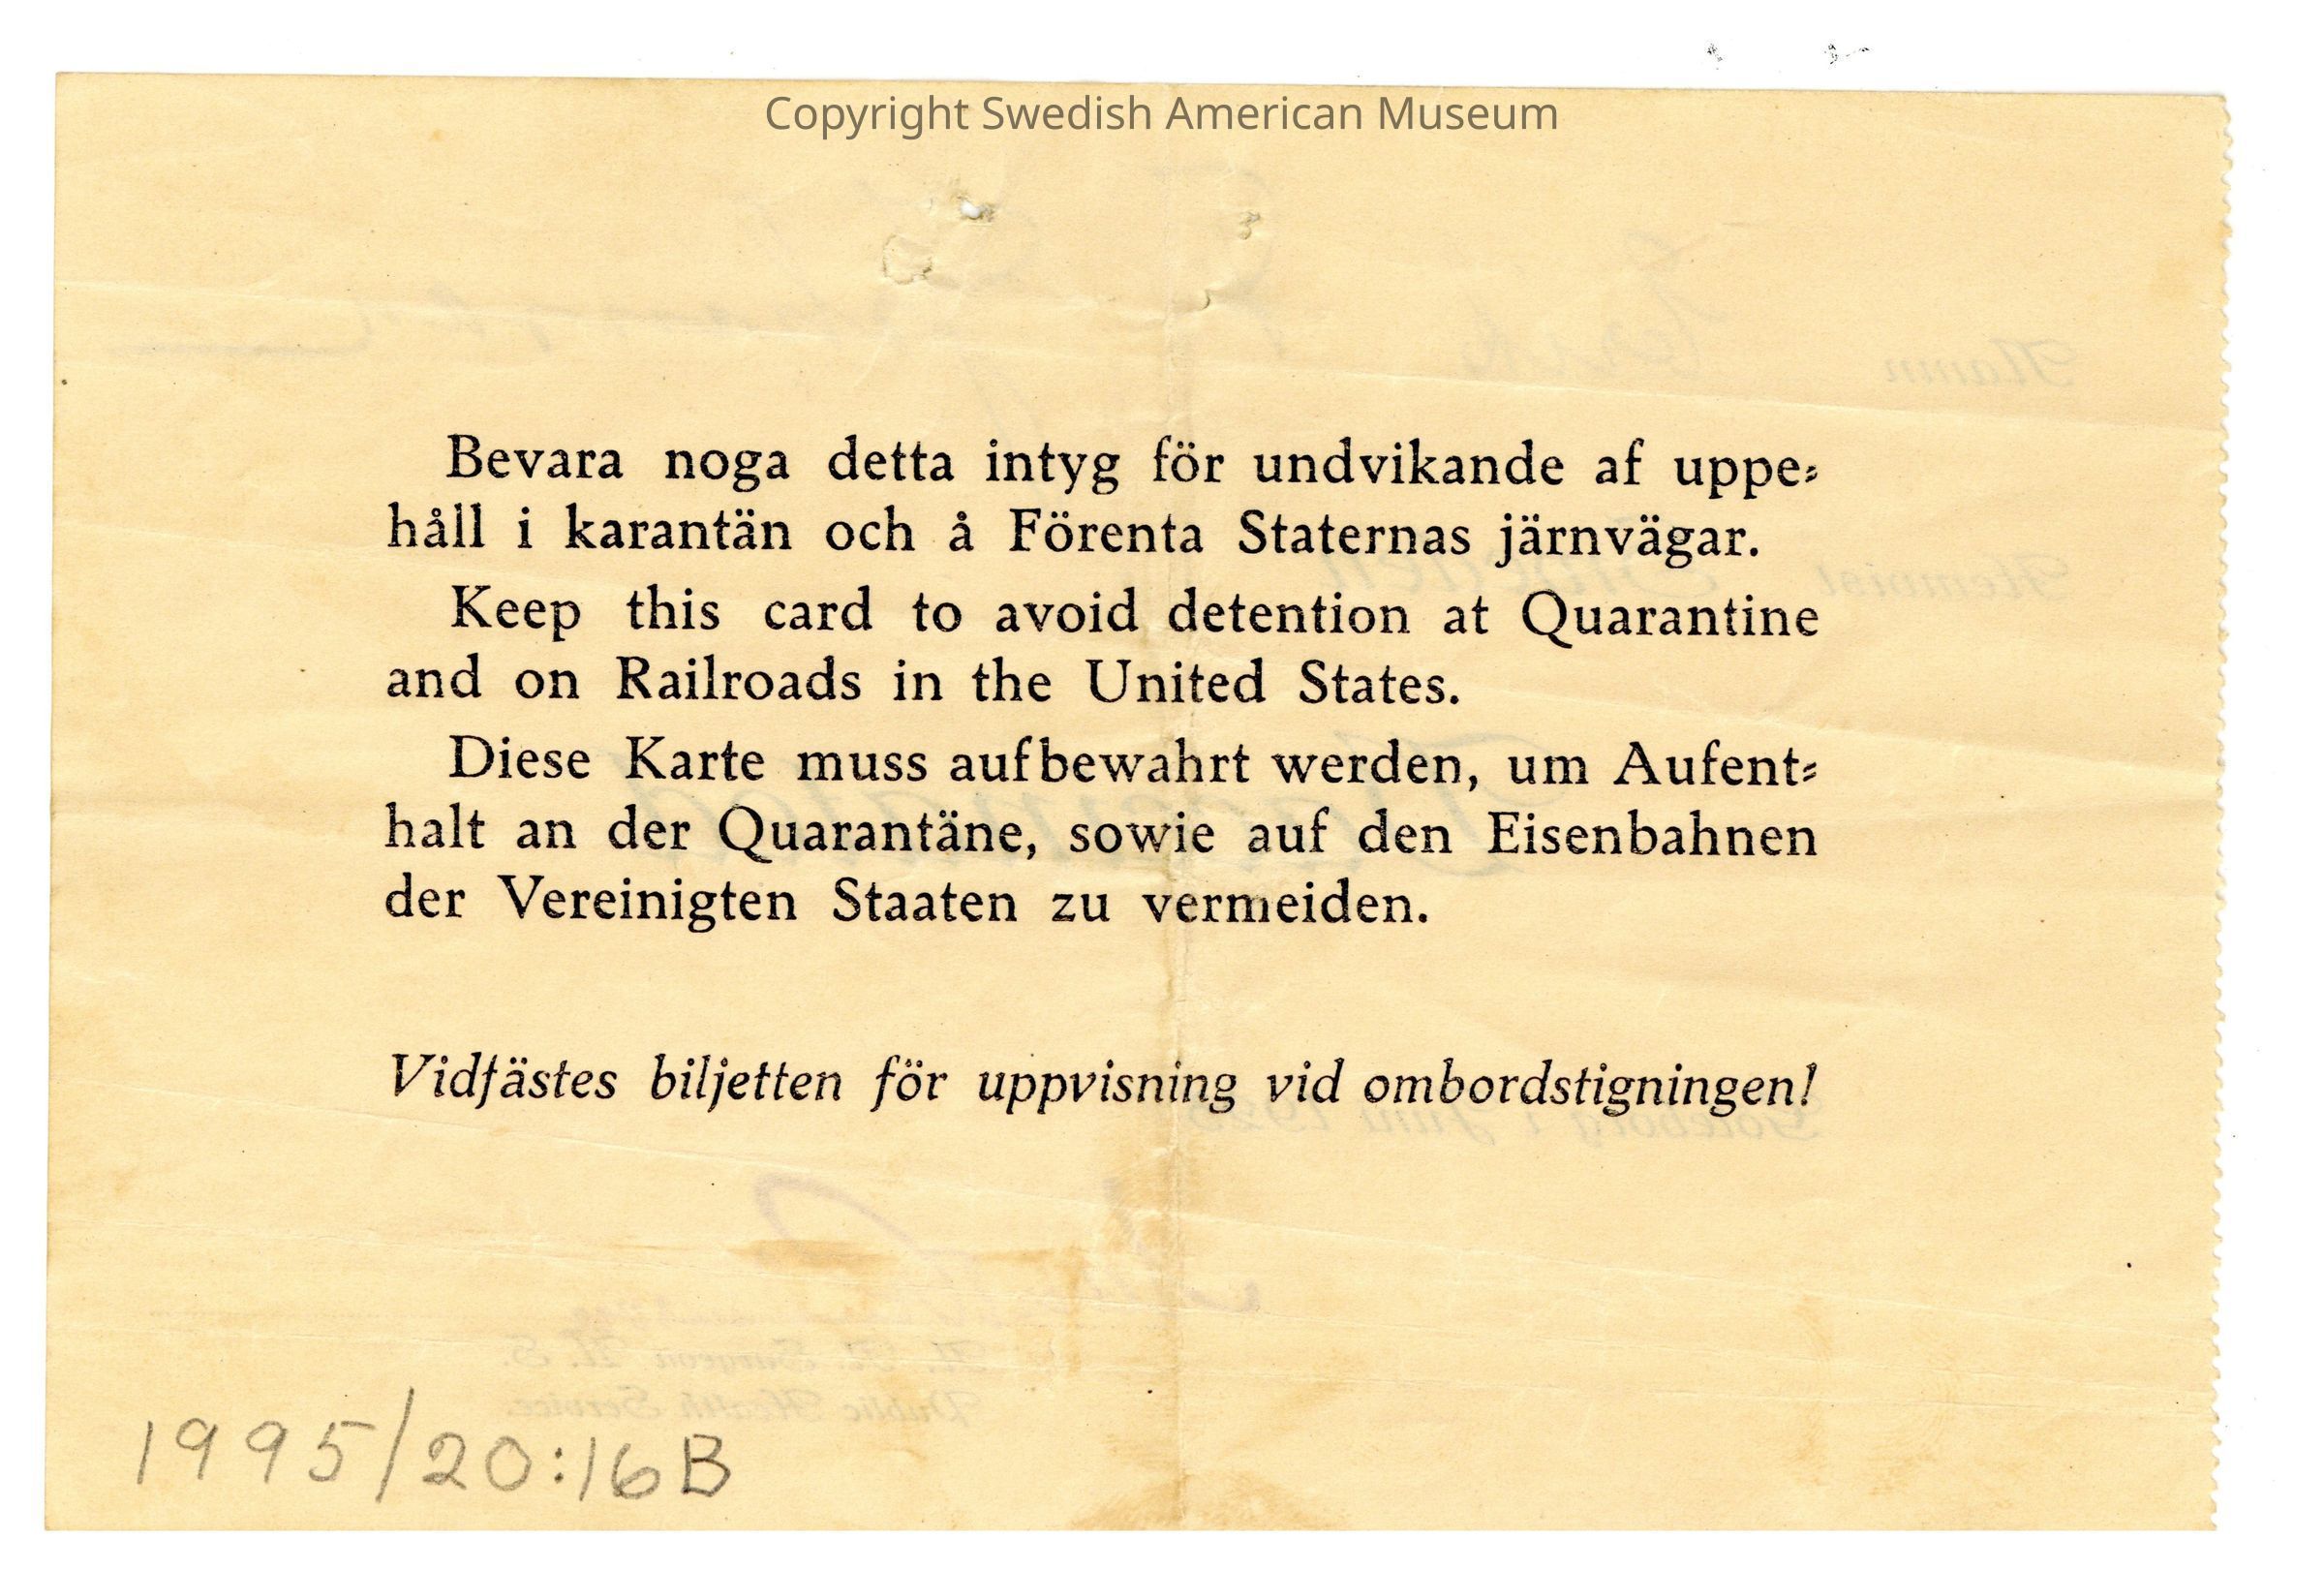 Copyright Swedish American Museum
Bevara noga detta intyg för undvikande af uppe-
håll i karantän och å Förenta Staternas järnvägar.
Keep this card to avoid detention at Quarantine
and on Railroads in the United States.
Diese Karte muss aufbewahrt werden, um Aufent-
halt an der Quarantäne, sowie auf den Eisenbahnen
der Vereinigten Staaten zu vermeiden.
Vidfästes biljetten för uppvisning vid ombordstigningen!
1995/20:16B